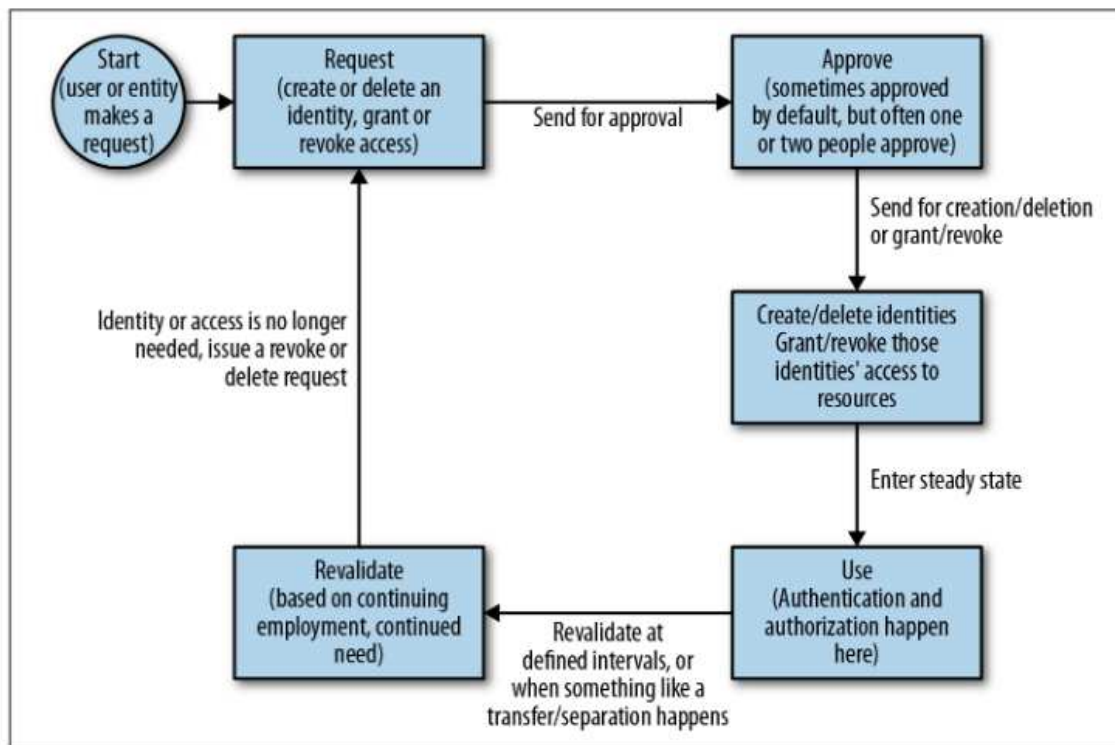 Start
(user or entity
makes a
request)
Request
(create or delete an
identity, grant or
revoke access)
Send for approval
Approve
(sometimes approved
by default, but often one
or two people approve)
Send for creation/deletion
or grant/revoke
Create/delete identities
Grant/revoke those
identities' access to
resources
Enter steady state
Use
(Authentication and
authorization happen
here)
Revalidate at
defined intervals, or
when something like a
transfer/separation happens
Revalidate
(based on continuing
employment, continued
need)
Identity or access is no longer
needed, issue a revoke or
delete request